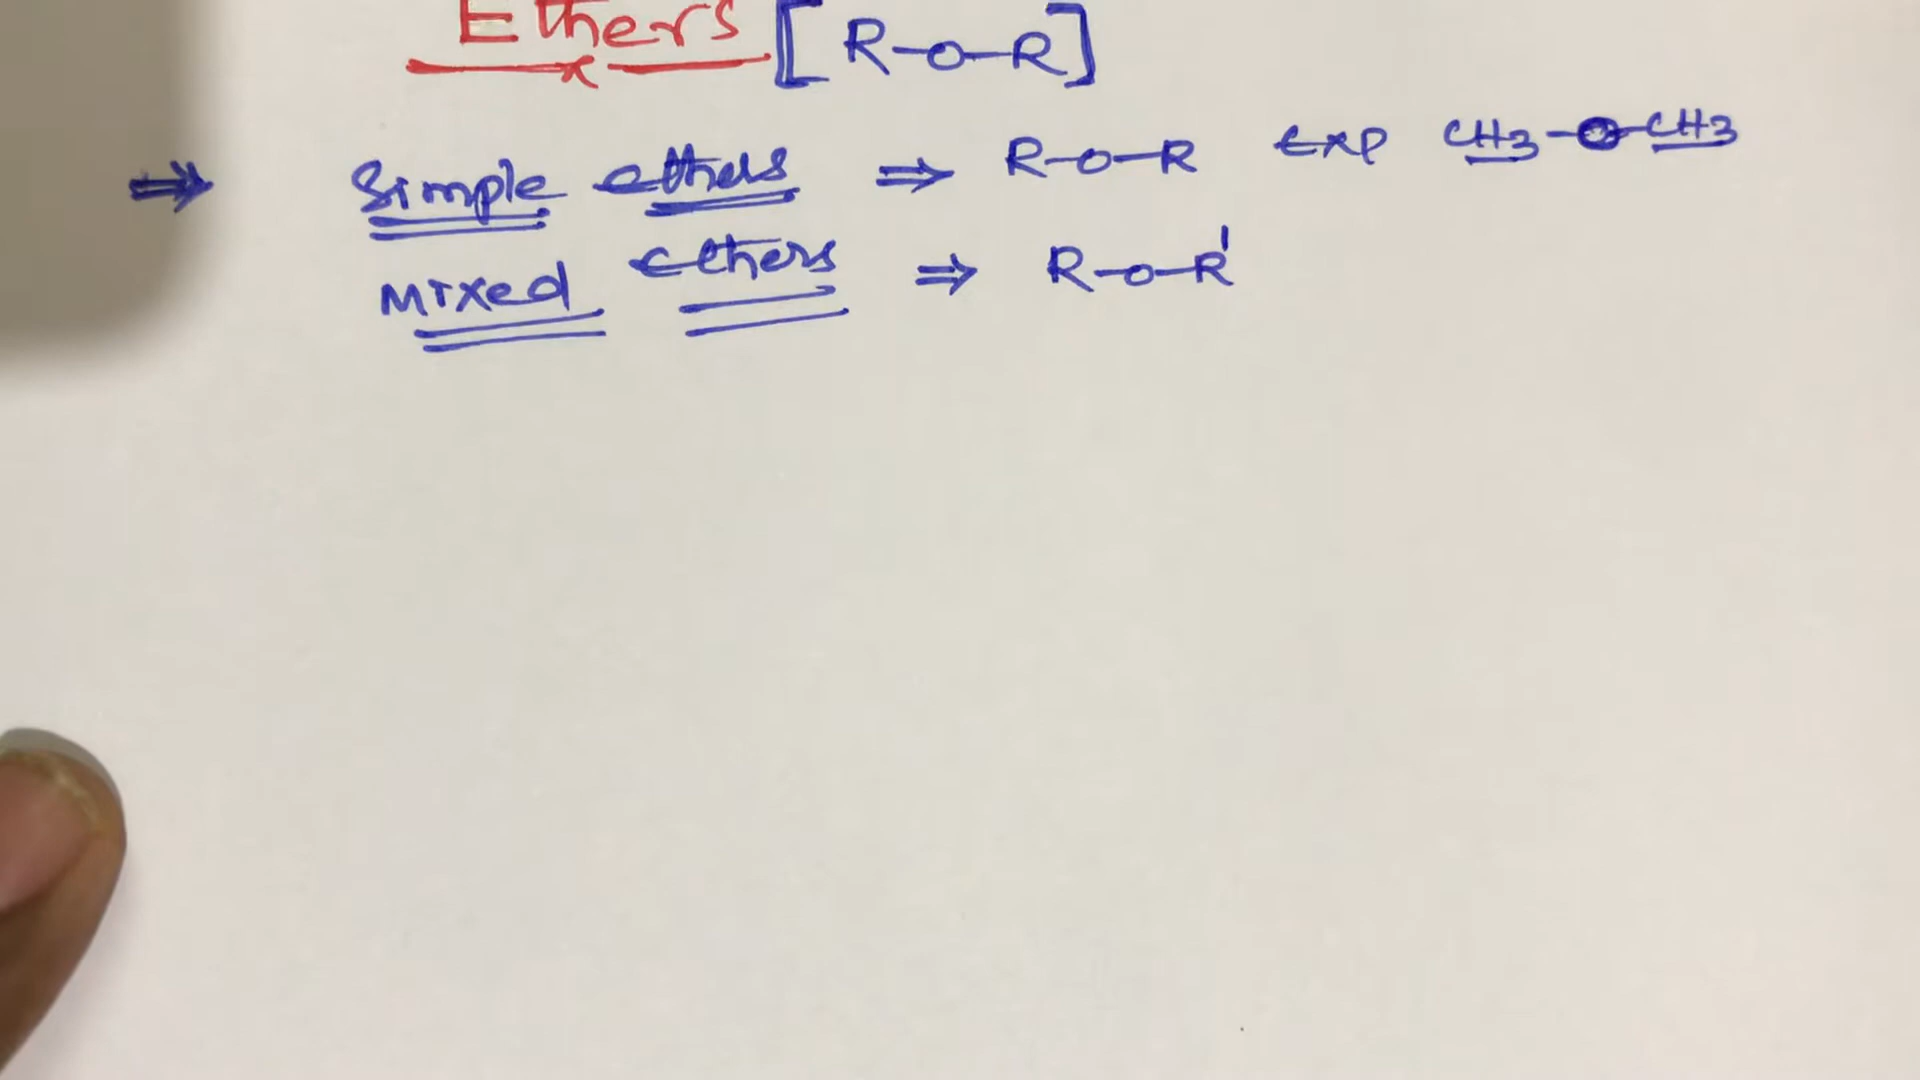 Ethers [R-O-R]
⇒ Simple ethers ⇒ R-O-R Exp CH3-O-CH3
Mixed ethers ⇒ R-O-R'